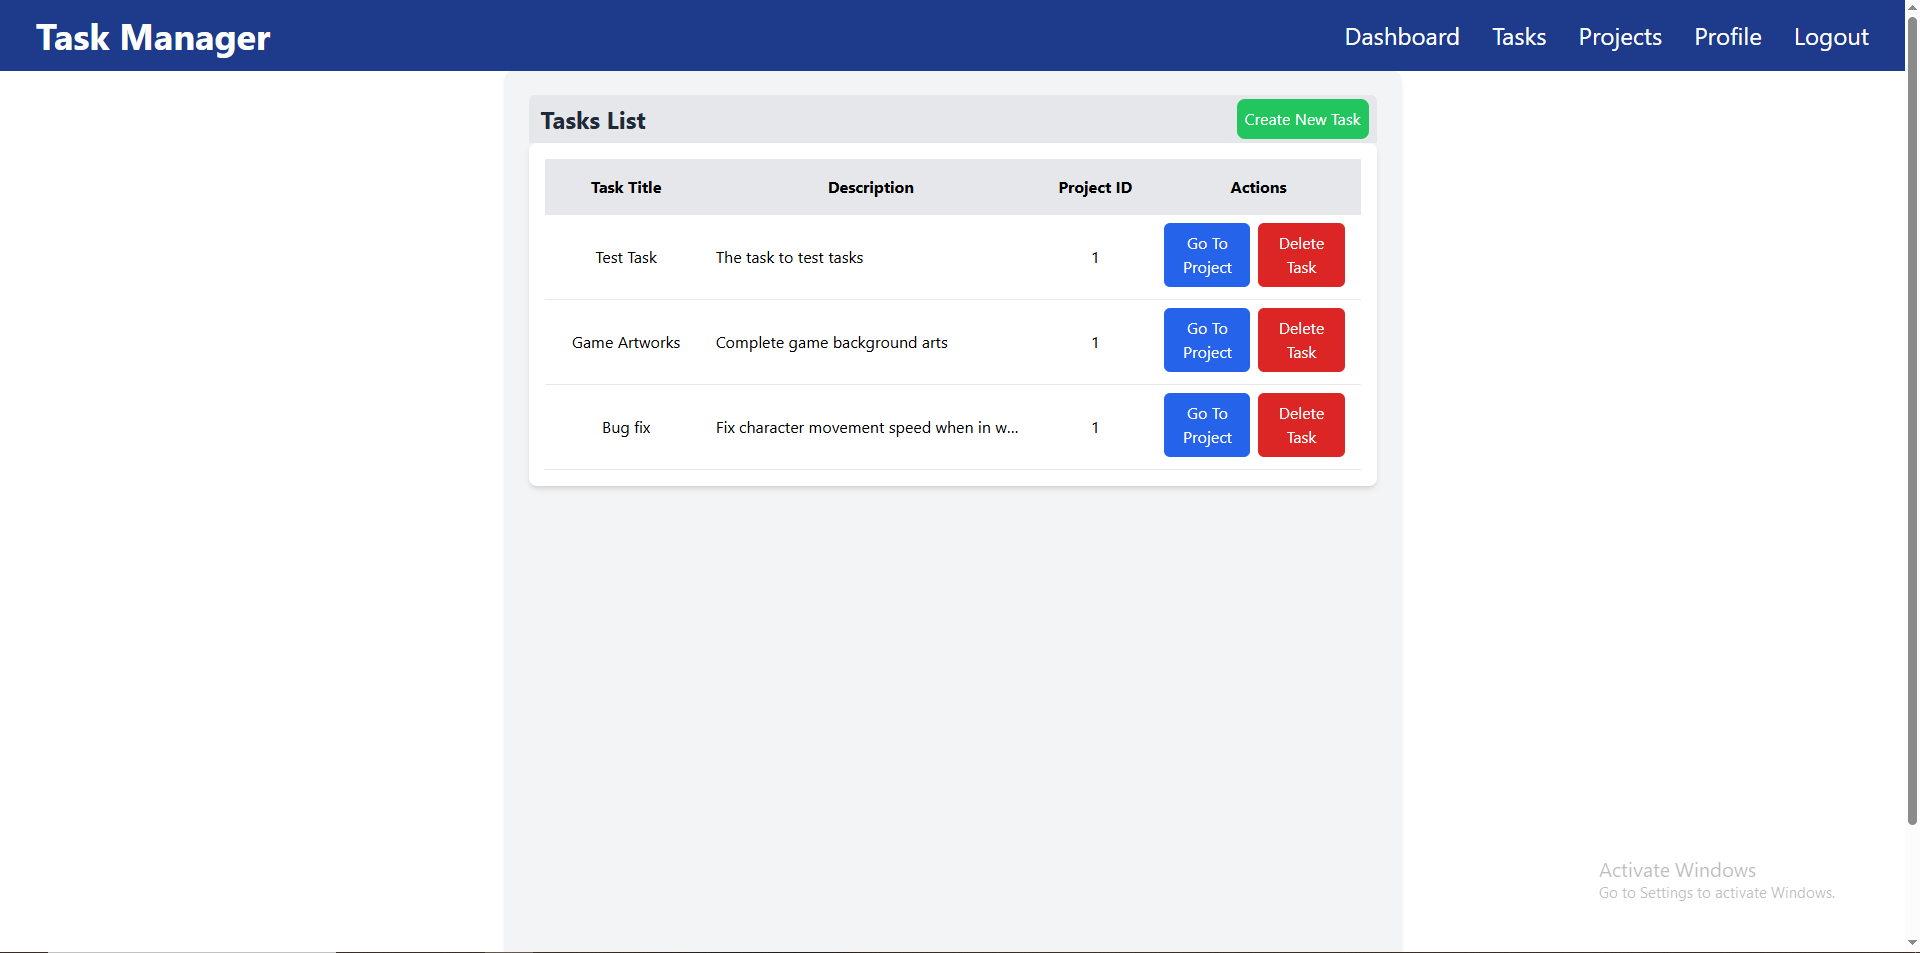 Task Manager
Dashboard Tasks Projects Profile Logout
Tasks List
Create New Task
Task Title Description Project ID Actions
Test Task The task to test tasks 1 Go To Project Delete Task
Game Artworks Complete game background arts 1 Go To Project Delete Task
Bug fix Fix character movement speed when in w... 1 Go To Project Delete Task
Activate Windows
Go to Settings to activate Windows.